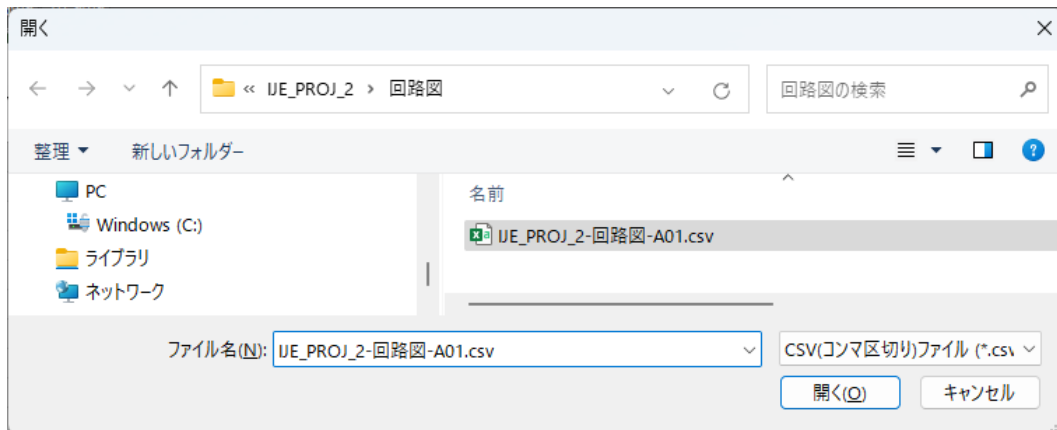 開く
« IJE_PROJ_2 › 回路図
回路図の検索
整理
新しいフォルダー
PC
Windows (C:)
ライブラリ
ネットワーク
名前
IJE_PROJ_2-回路図-A01.csv
ファイル名(N): IJE_PROJ_2-回路図-A01.csv
CSV(コンマ区切り)ファイル (*.csv
開く(O)
キャンセル